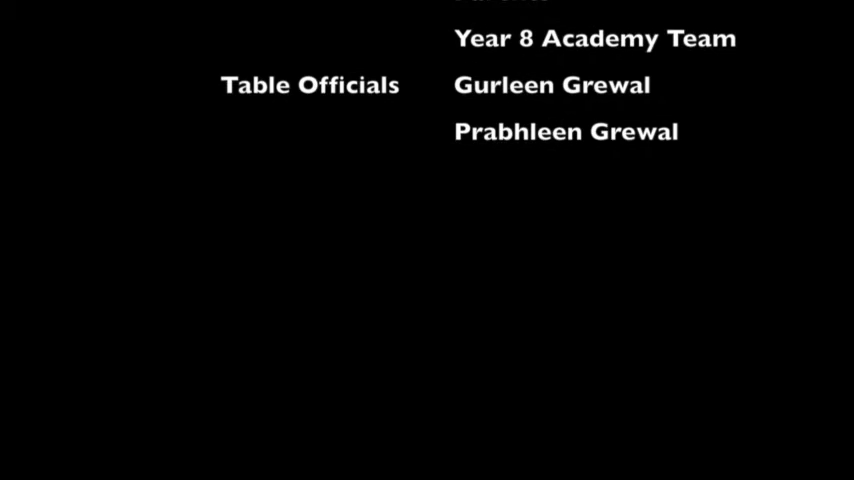 Year 8 Academy Team
Table Officials Gurleen Grewal
Prabhleen Grewal